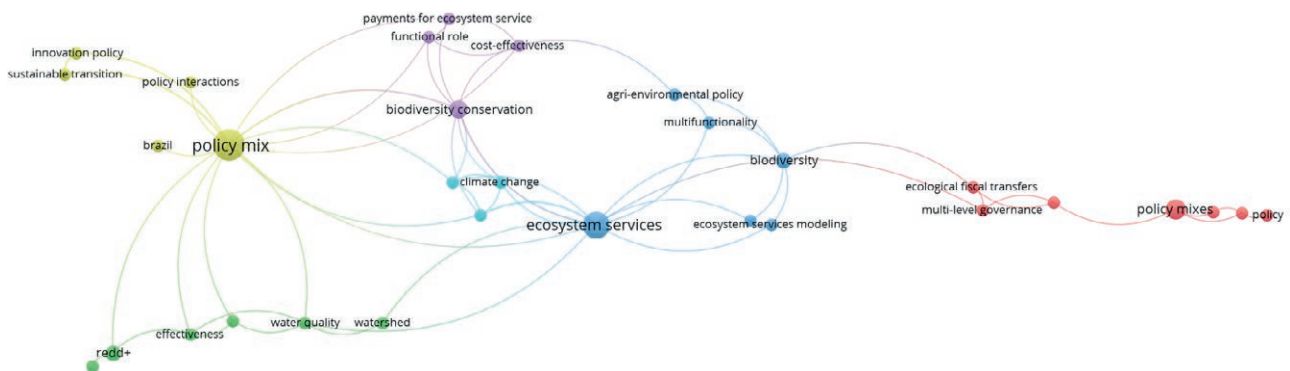 payments for ecosystem service
functional role
cost-effectiveness
innovation policy
sustainable transition
policy interactions
agri-environmental policy
biodiversity conservation
multifunctionality
brazil
policy mix
biodiversity
climate change
ecological fiscal transfers
multi-level governance
policy mixes
policy
ecosystem services
ecosystem services modeling
water quality
watershed
effectiveness
redd+